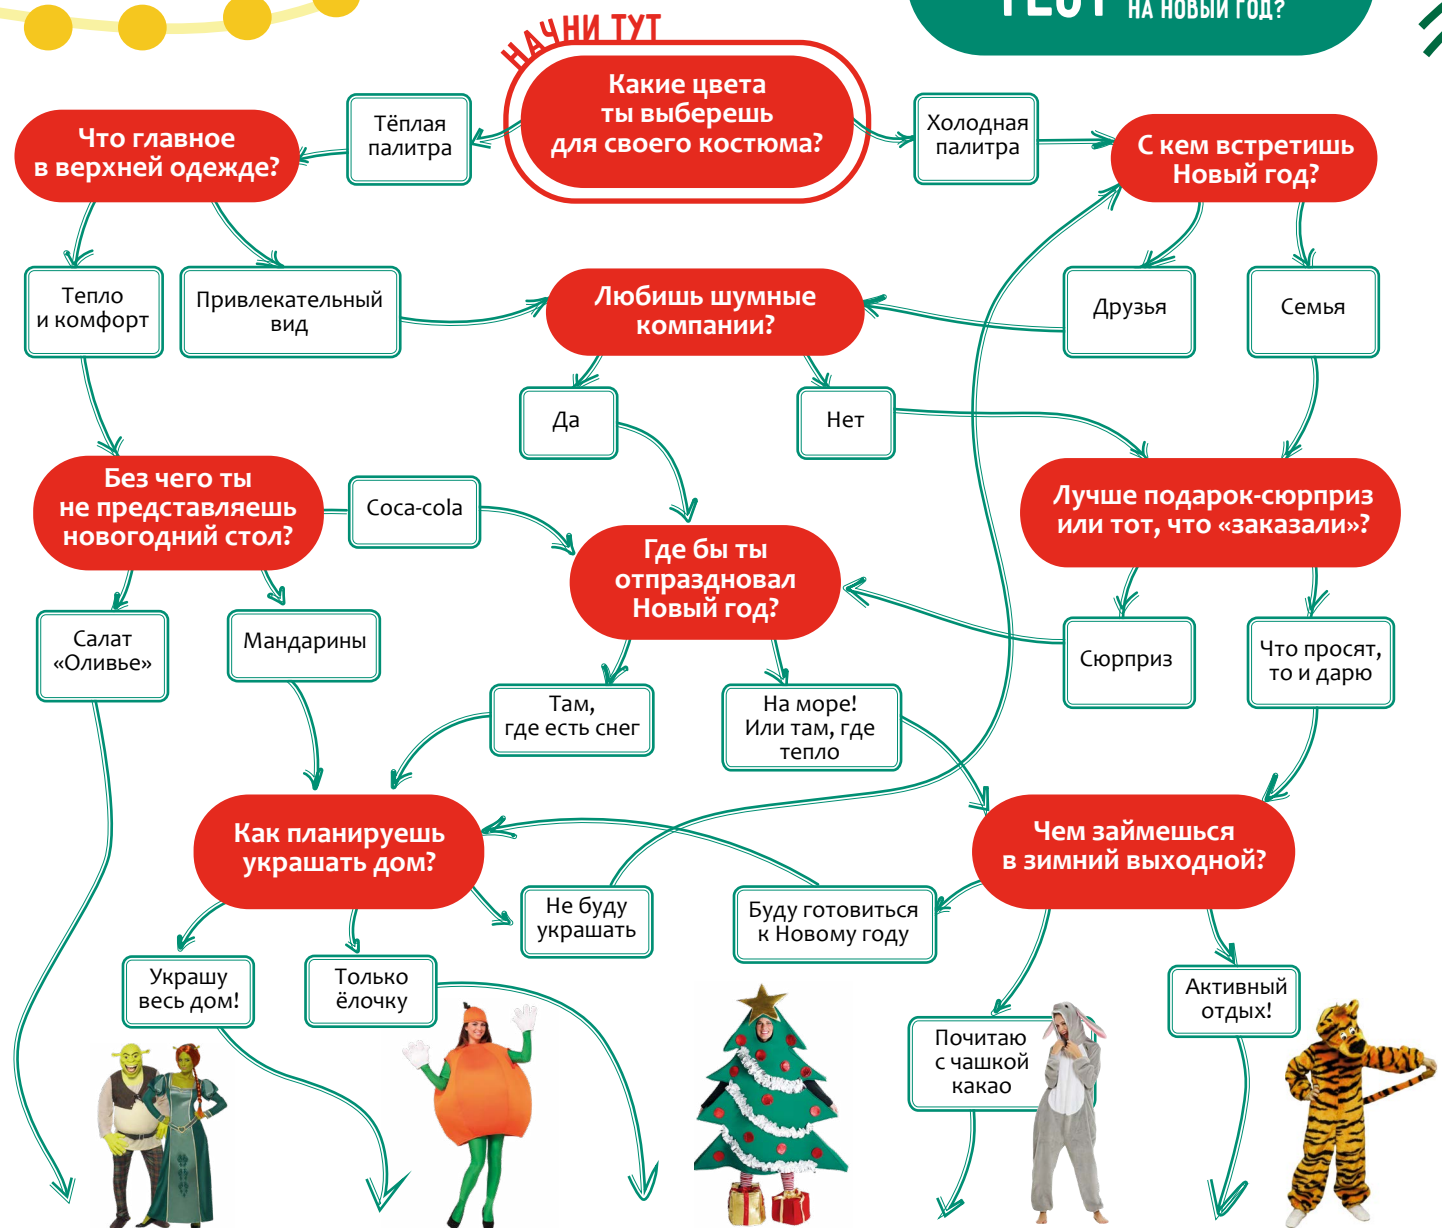 ТЕСТ
НА НОВЫЙ ГОД?
НАЧНИ ТУТ
Какие цвета
ты выберешь
для своего костюма?
Тёплая
палитра
Холодная
палитра
Что главное
в верхней одежде?
С кем встретишь
Новый год?
Тепло
и комфорт
Привлекательный
вид
Любишь шумные
компании?
Друзья
Семья
Да
Нет
Без чего ты
не представляешь
новогодний стол?
Coca-cola
Лучше подарок-сюрприз
или тот, что «заказали»?
Где бы ты
отпраздновал
Новый год?
Салат
«Оливье»
Мандарины
Сюрприз
Что просят,
то и дарю
Там,
где есть снег
На море!
Или там, где
тепло
Как планируешь
украшать дом?
Чем займешься
в зимний выходной?
Не буду
украшать
Буду готовиться
к Новому году
Украшу
весь дом!
Только
ёлочку
Почитаю
с чашкой
какао
Активный
отдых!